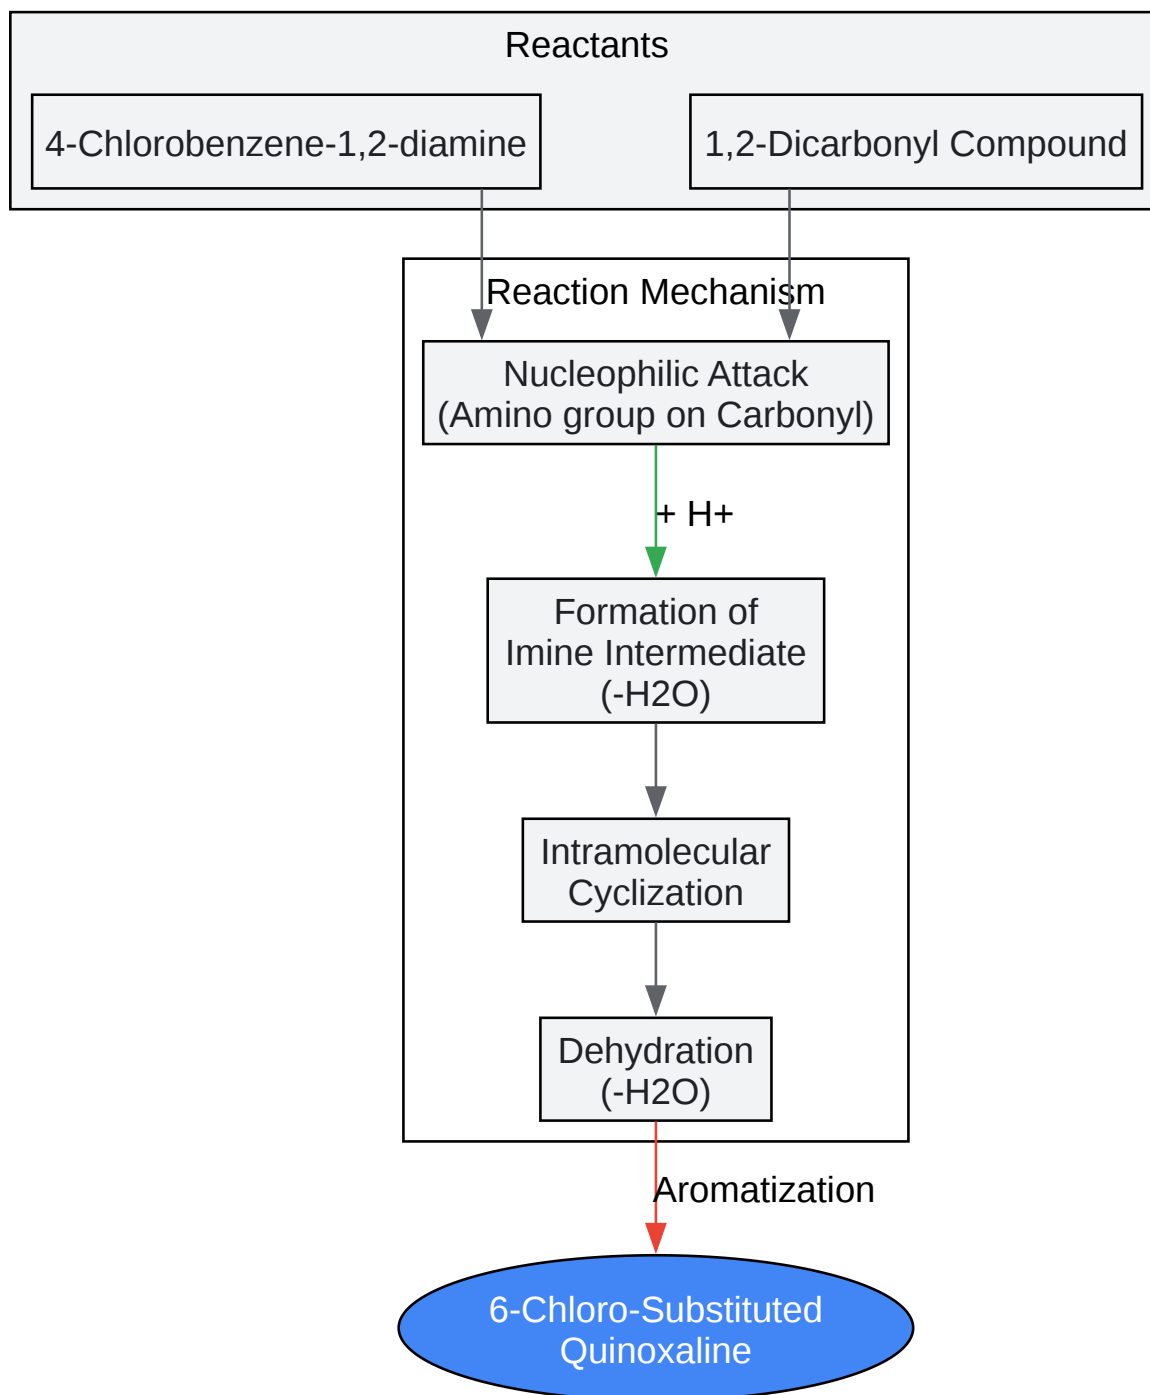 Reactants
4-Chlorobenzene-1,2-diamine
1,2-Dicarbonyl Compound
Reaction Mechanism
Nucleophilic Attack
(Amino group on Carbonyl)
+ H+
Formation of
Imine Intermediate
(-H2O)
Intramolecular
Cyclization
Dehydration
(-H2O)
Aromatization
6-Chloro-Substituted
Quinoxaline